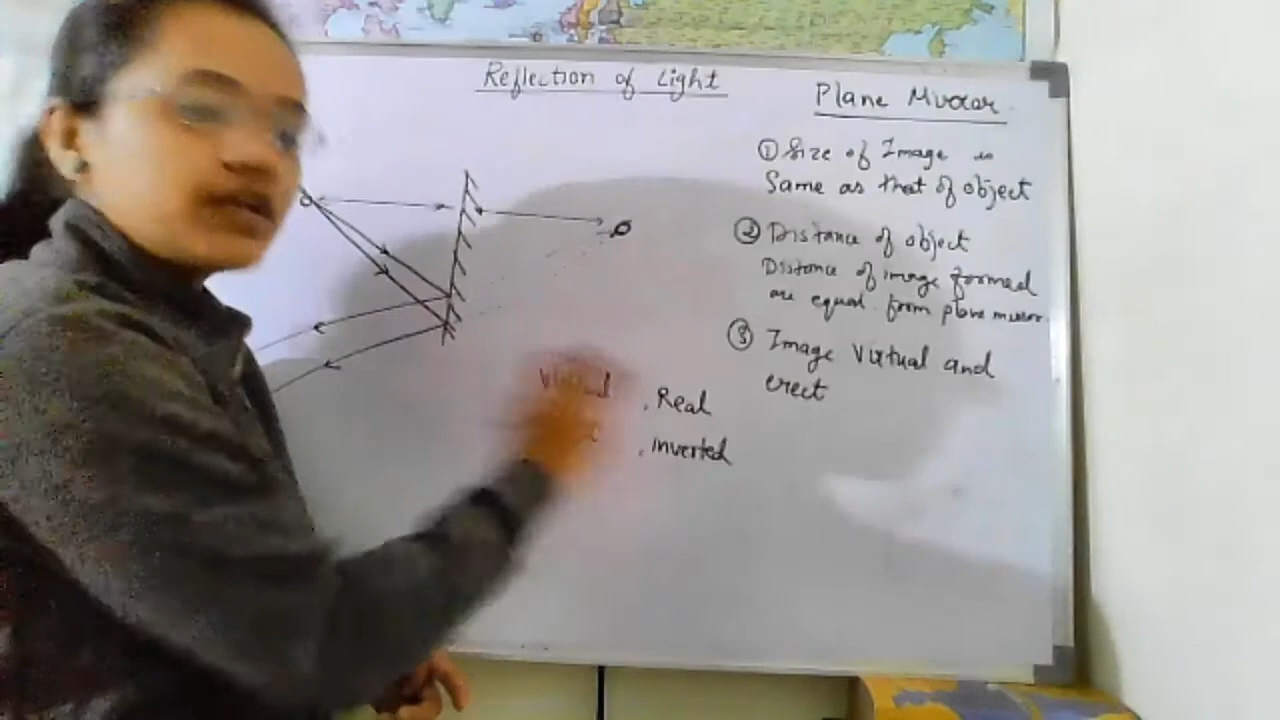 Reflection of Light
Plane Mirror
① Size of Image is
Same as that of object
② Distance of object
Distance of image formed
are equal from plane mirror.
③ Image Virtual and
erect
, Real
, inverted